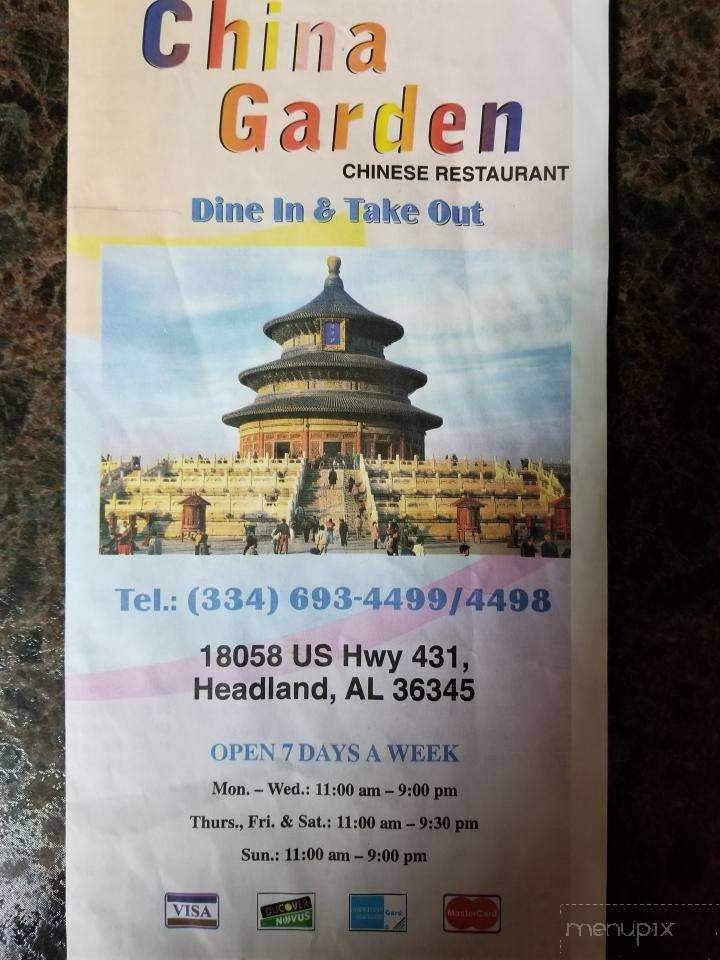 China
Garden
CHINESE RESTAURANT
Dine In & Take Out
Tel.: (334) 693-4499/4498
18058 US Hwy 431,
Headland, AL 36345
OPEN 7 DAYS A WEEK
Mon. – Wed.: 11:00 am – 9:00 pm
Thurs., Fri. & Sat.: 11:00 am – 9:30 pm
Sun.: 11:00 am – 9:00 pm
VISA
DISCOVER
NOVUS
Card
MasterCard
menupix